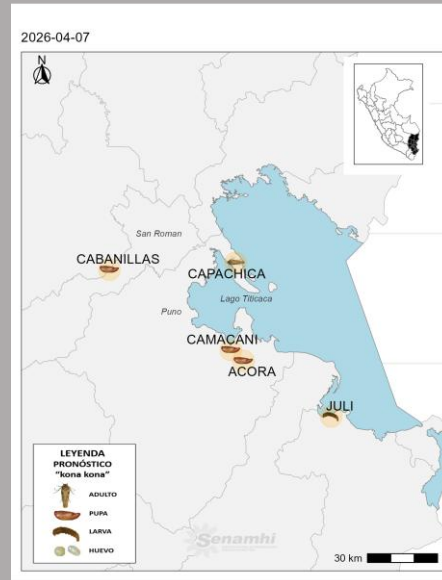 2026-04-07
N
San Roman
CABANILLAS
CAPACHICA
Lago Titicaca
Puno
CAMACANI
ACORA
JULI
LEYENDA
PRONÓSTICO
"kona kona"
ADULTO
PUPA
LARVA
HUEVO
Senamhi
30 km